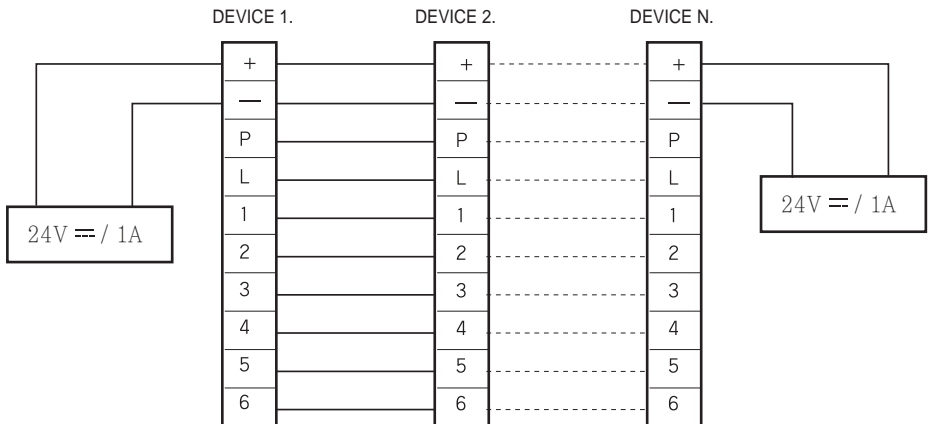 DEVICE 1. DEVICE 2. DEVICE N.
+ + +
— — —
P P P
L L L
1 1 1
24V ⎓ / 1A
24V ⎓ / 1A
2 2 2
3 3 3
4 4 4
5 5 5
6 6 6